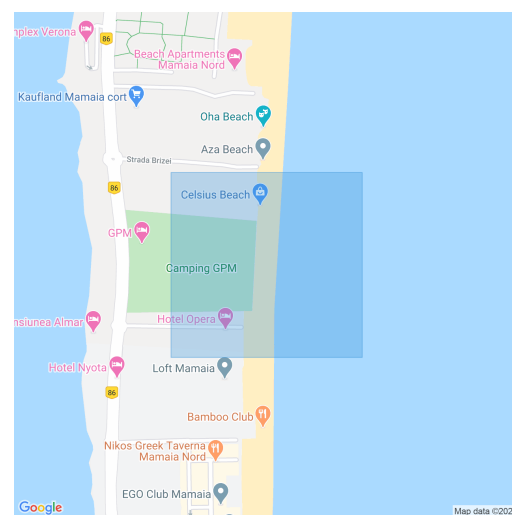 mplex Verona
86
Beach Apartments
Mamaia Nord
Kaufland Mamaia cort
Oha Beach
Aza Beach
Strada Brizei
86
Celsius Beach
GPM
Camping GPM
nsiunea Almar
Hotel Opera
Hotel Nyota
Loft Mamaia
86
Bamboo Club
Nikos Greek Taverna
Mamaia Nord
EGO Club Mamaia
Google
Map data ©202